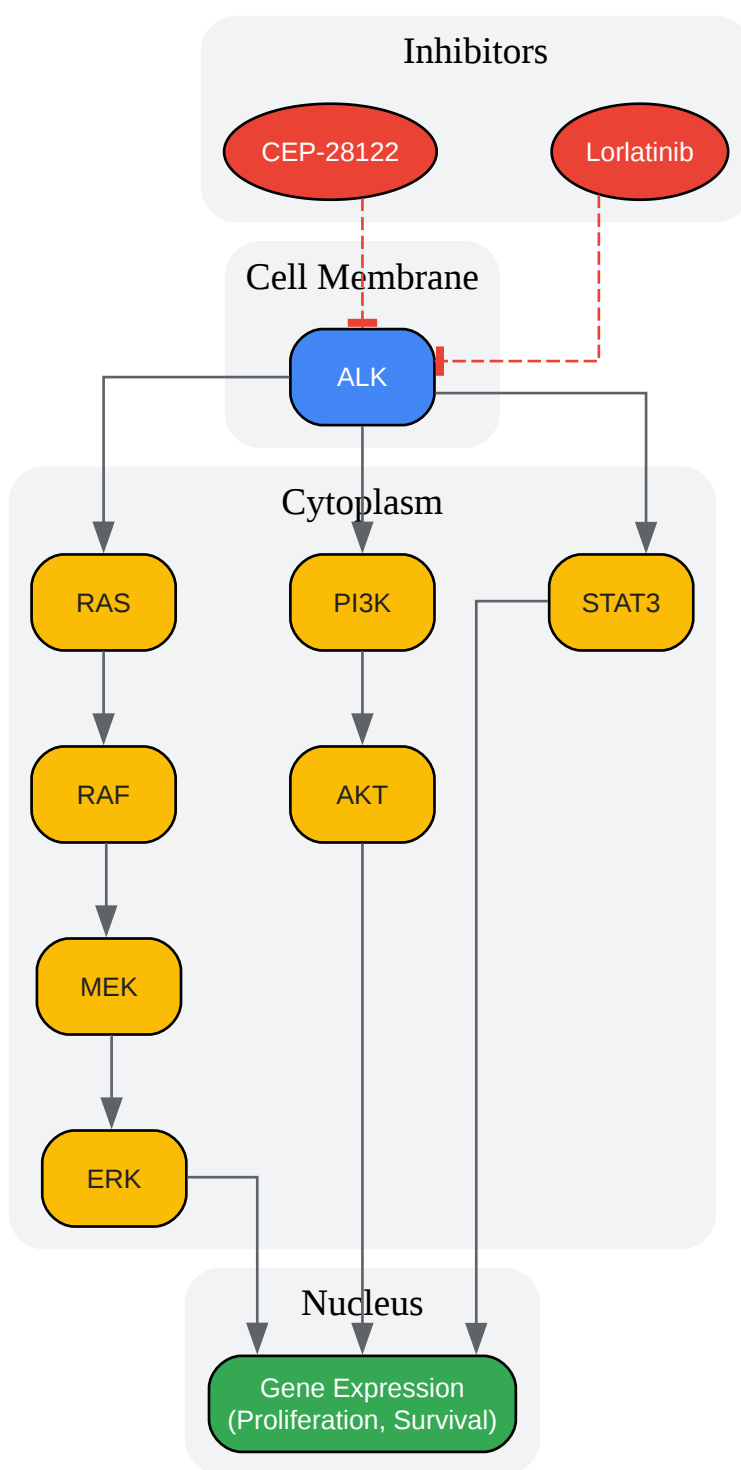 Inhibitors
CEP-28122
Lorlatinib
Cell Membrane
ALK
Cytoplasm
RAS
PI3K
STAT3
RAF
AKT
MEK
ERK
Nucleus
Gene Expression
(Proliferation, Survival)